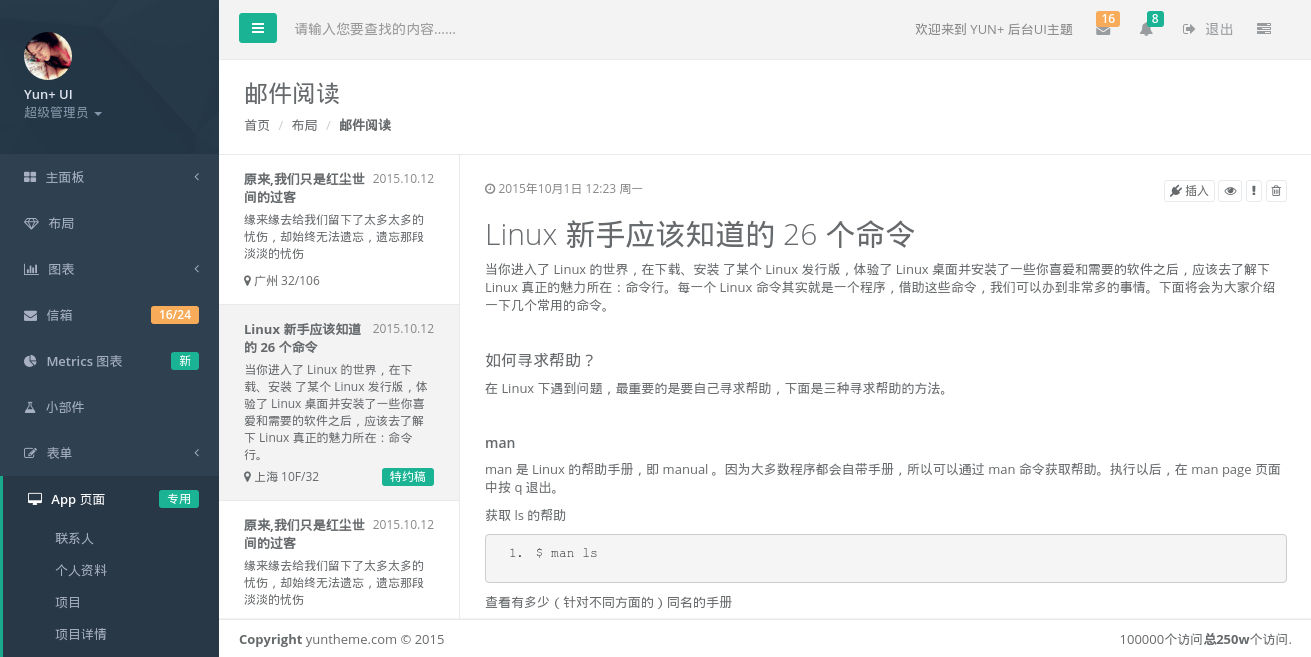 Yun+ UI
超级管理员
主面板
布局
图表
信箱 16/24
Metrics 图表 新
小部件
表单
App 页面 专用
联系人
个人资料
项目
项目详情
请输入您要查找的内容……
欢迎来到 YUN+ 后台UI主题
16
8
退出
邮件阅读
首页 / 布局 / 邮件阅读
原来,我们只是红尘世 2015.10.12
间的过客
缘来缘去给我们留下了太多太多的
忧伤，却始终无法遗忘，遗忘那段
淡淡的忧伤
广州 32/106
Linux 新手应该知道 2015.10.12
的 26 个命令
当你进入了 Linux 的世界，在下
载、安装 了某个 Linux 发行版，体
验了 Linux 桌面并安装了一些你喜
爱和需要的软件之后，应该去了解
下 Linux 真正的魅力所在：命令
行。
上海 10F/32 特约稿
原来,我们只是红尘世 2015.10.12
间的过客
缘来缘去给我们留下了太多太多的
忧伤，却始终无法遗忘，遗忘那段
淡淡的忧伤
2015年10月1日 12:23 周一
插入
Linux 新手应该知道的 26 个命令
当你进入了 Linux 的世界，在下载、安装 了某个 Linux 发行版，体验了 Linux 桌面并安装了一些你喜爱和需要的软件之后，应该去了解下
Linux 真正的魅力所在：命令行。每一个 Linux 命令其实就是一个程序，借助这些命令，我们可以办到非常多的事情。下面将会为大家介绍
一下几个常用的命令。
如何寻求帮助？
在 Linux 下遇到问题，最重要的是要自己寻求帮助，下面是三种寻求帮助的方法。
man
man 是 Linux 的帮助手册，即 manual 。因为大多数程序都会自带手册，所以可以通过 man 命令获取帮助。执行以后，在 man page 页面
中按 q 退出。
获取 ls 的帮助
1. $ man ls
查看有多少（针对不同方面的）同名的手册
Copyright yuntheme.com © 2015
100000个访问总250w个访问.